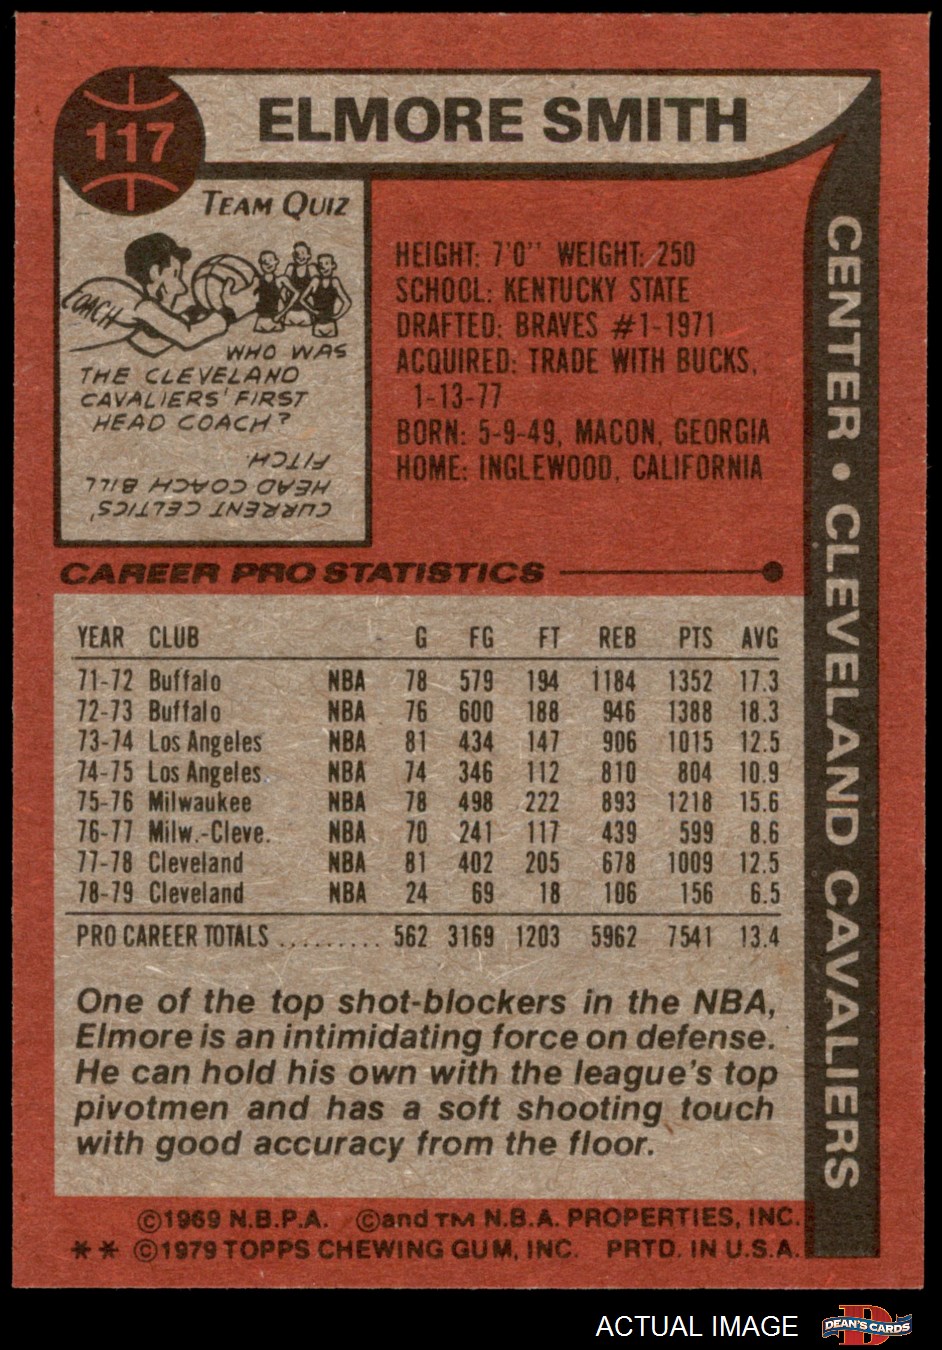 117
ELMORE SMITH
TEAM QUIZ
COACH
WHO WAS
THE CLEVELAND
CAVALIERS' FIRST
HEAD COACH?
CURRENT CELTICS'
HEAD COACH BILL
FITCH.
HEIGHT: 7'0" WEIGHT: 250
SCHOOL: KENTUCKY STATE
DRAFTED: BRAVES #1-1971
ACQUIRED: TRADE WITH BUCKS,
1-13-77
BORN: 5-9-49, MACON, GEORGIA
HOME: INGLEWOOD, CALIFORNIA
CENTER • CLEVELAND CAVALIERS
CAREER PRO STATISTICS
YEAR CLUB G FG FT REB PTS AVG
71-72 Buffalo NBA 78 579 194 1184 1352 17.3
72-73 Buffalo NBA 76 600 188 946 1388 18.3
73-74 Los Angeles NBA 81 434 147 906 1015 12.5
74-75 Los Angeles NBA 74 346 112 810 804 10.9
75-76 Milwaukee NBA 78 498 222 893 1218 15.6
76-77 Milw.-Cleve. NBA 70 241 117 439 599 8.6
77-78 Cleveland NBA 81 402 205 678 1009 12.5
78-79 Cleveland NBA 24 69 18 106 156 6.5
PRO CAREER TOTALS ......... 562 3169 1203 5962 7541 13.4
One of the top shot-blockers in the NBA,
Elmore is an intimidating force on defense.
He can hold his own with the league's top
pivotmen and has a soft shooting touch
with good accuracy from the floor.
©1969 N.B.P.A. ©and TM N.B.A. PROPERTIES, INC.
** ©1979 TOPPS CHEWING GUM, INC. PRTD. IN U.S.A.
ACTUAL IMAGE
D
DEAN'S CARDS